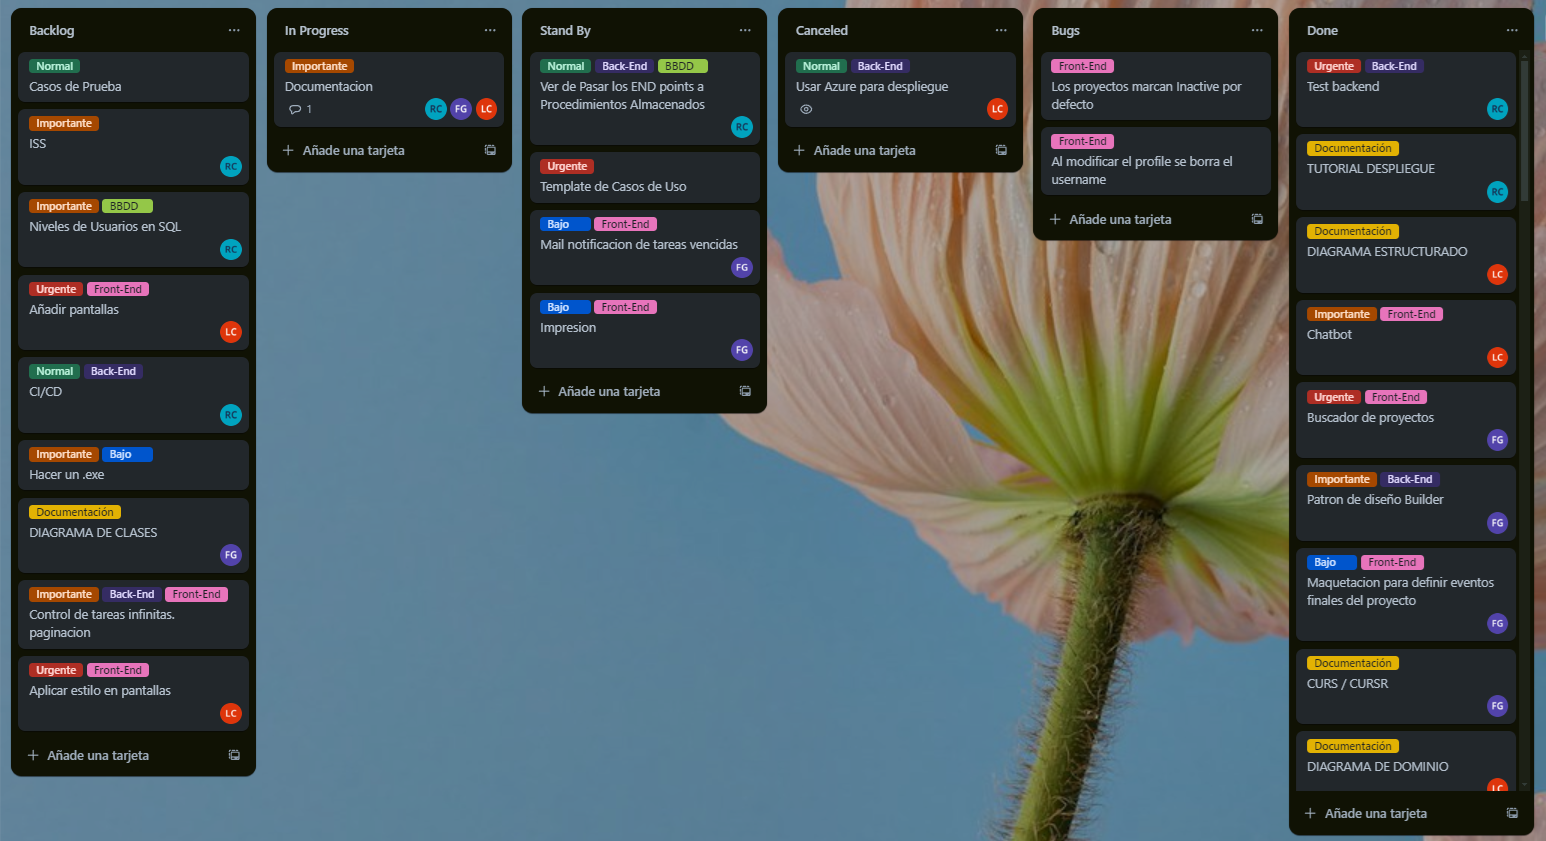 Backlog
Normal
Casos de Prueba
Importante
ISS
RC
Importante BBDD
Niveles de Usuarios en SQL
RC
Urgente Front-End
Añadir pantallas
LC
Normal Back-End
CI/CD
RC
Importante Bajo
Hacer un .exe
Documentación
DIAGRAMA DE CLASES
FG
Importante Back-End Front-End
Control de tareas infinitas.
paginacion
Urgente Front-End
Aplicar estilo en pantallas
LC
Añade una tarjeta
In Progress
Importante
Documentacion
1 RC FG LC
Añade una tarjeta
Stand By
Normal Back-End BBDD
Ver de Pasar los END points a
Procedimientos Almacenados
RC
Urgente
Template de Casos de Uso
Bajo Front-End
Mail notificacion de tareas vencidas
FG
Bajo Front-End
Impresion
FG
Añade una tarjeta
Canceled
Normal Back-End
Usar Azure para despliegue
LC
Añade una tarjeta
Bugs
Front-End
Los proyectos marcan Inactive por
defecto
Front-End
Al modificar el profile se borra el
username
Añade una tarjeta
Done
Urgente Back-End
Test backend
RC
Documentación
TUTORIAL DESPLIEGUE
RC
Documentación
DIAGRAMA ESTRUCTURADO
LC
Importante Front-End
Chatbot
LC
Urgente Front-End
Buscador de proyectos
FG
Importante Back-End
Patron de diseño Builder
FG
Bajo Front-End
Maquetacion para definir eventos
finales del proyecto
FG
Documentación
CURS / CURSR
FG
Documentación
DIAGRAMA DE DOMINIO
LC
Añade una tarjeta